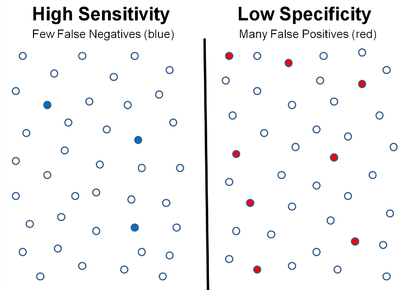 High Sensitivity
Few False Negatives (blue)
Low Specificity
Many False Positives (red)